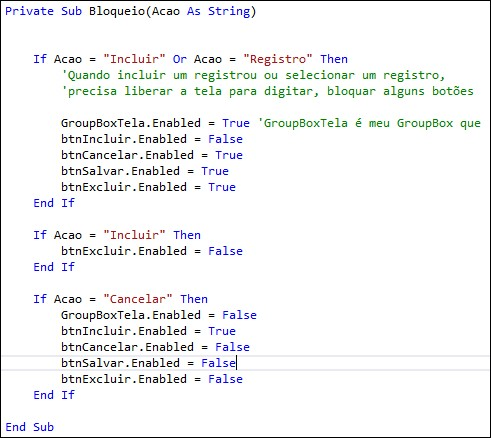 Private Sub Bloqueio(Acao As String)
If Acao = "Incluir" Or Acao = "Registro" Then
'Quando incluir um registrou ou selecionar um registro,
'precisa liberar a tela para digitar, bloquar alguns botões
GroupBoxTela.Enabled = True 'GroupBoxTela é meu GroupBox que
btnIncluir.Enabled = False
btnCancelar.Enabled = True
btnSalvar.Enabled = True
btnExcluir.Enabled = True
End If
If Acao = "Incluir" Then
btnExcluir.Enabled = False
End If
If Acao = "Cancelar" Then
GroupBoxTela.Enabled = False
btnIncluir.Enabled = True
btnCancelar.Enabled = False
btnSalvar.Enabled = False
btnExcluir.Enabled = False
End If
End Sub